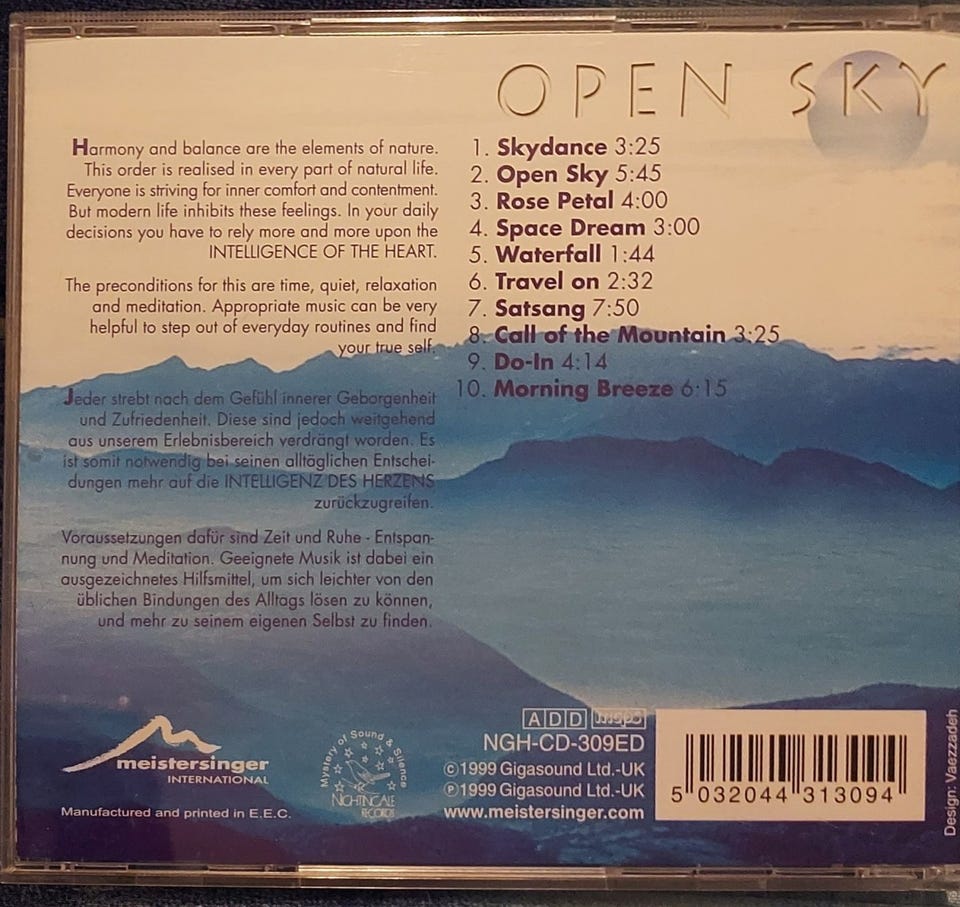 OPEN SKY
Harmony and balance are the elements of nature.
This order is realised in every part of natural life.
Everyone is striving for inner comfort and contentment.
But modern life inhibits these feelings. In your daily
decisions you have to rely more and more upon the
INTELLIGENCE OF THE HEART.
The preconditions for this are time, quiet, relaxation
and meditation. Appropriate music can be very
helpful to step out of everyday routines and find
your true self.
Jeder strebt nach dem Gefühl innerer Geborgenheit
und Zufriedenheit. Diese sind jedoch weitgehend
aus unserem Erlebnisbereich verdrängt worden. Es
ist somit notwendig bei seinen alltäglichen Entschei-
dungen mehr auf die INTELLIGENZ DES HERZENS
zurückzugreifen.
Voraussetzungen dafür sind Zeit und Ruhe - Entspan-
nung und Meditation. Geeignete Musik ist dabei ein
ausgezeichnetes Hilfsmittel, um sich leichter von den
üblichen Bindungen des Alltags lösen zu können,
und mehr zu seinem eigenen Selbst zu finden.
1. Skydance 3:25
2. Open Sky 5:45
3. Rose Petal 4:00
4. Space Dream 3:00
5. Waterfall 1:44
6. Travel on 2:32
7. Satsang 7:50
8. Call of the Mountain 3:25
9. Do-In 4:14
10. Morning Breeze 6:15
meistersinger
INTERNATIONAL
Manufactured and printed in E.E.C.
Mystery of Sound & Silence
NIGHTINGALE
RECORDS
ADD mcps
NGH-CD-309ED
©1999 Gigasound Ltd.-UK
℗1999 Gigasound Ltd.-UK
www.meistersinger.com
5 032044 313094
Design: Vaezzadeh